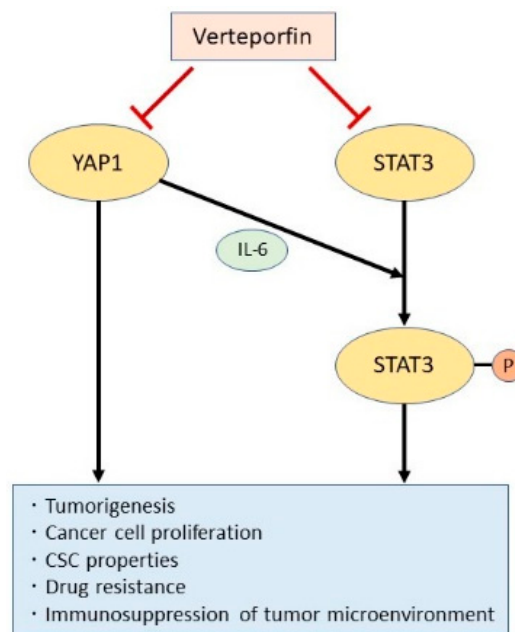 Verteporfin
YAP1
STAT3
IL-6
STAT3
P
・Tumorigenesis
・Cancer cell proliferation
・CSC properties
・Drug resistance
・Immunosuppression of tumor microenvironment